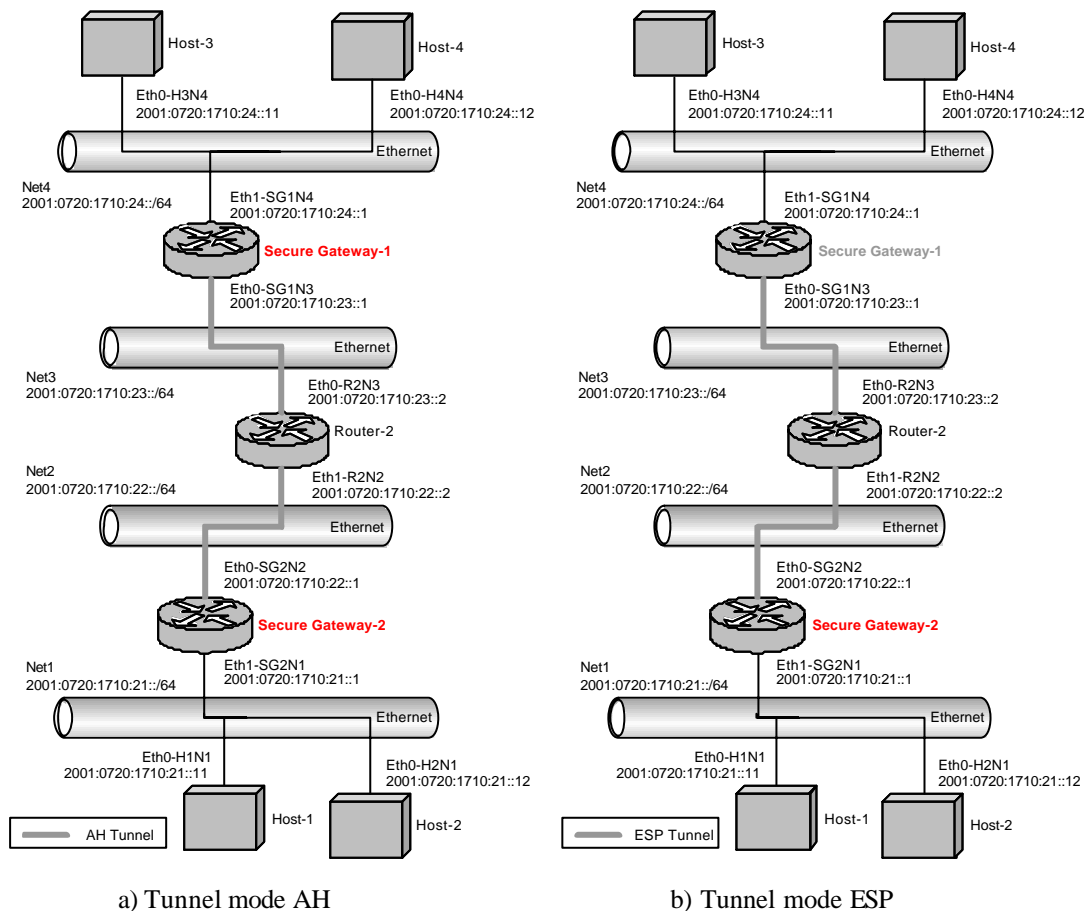 Host-3
Host-4
Eth0-H3N4
2001:0720:1710:24::11
Eth0-H4N4
2001:0720:1710:24::12
Ethernet
Net4
2001:0720:1710:24::/64
Eth1-SG1N4
2001:0720:1710:24::1
Secure Gateway-1
Eth0-SG1N3
2001:0720:1710:23::1
Ethernet
Net3
2001:0720:1710:23::/64
Eth0-R2N3
2001:0720:1710:23::2
Router-2
Net2
2001:0720:1710:22::/64
Eth1-R2N2
2001:0720:1710:22::2
Ethernet
Eth0-SG2N2
2001:0720:1710:22::1
Secure Gateway-2
Net1
2001:0720:1710:21::/64
Eth1-SG2N1
2001:0720:1710:21::1
Ethernet
Eth0-H1N1
2001:0720:1710:21::11
Eth0-H2N1
2001:0720:1710:21::12
Host-1
Host-2
AH Tunnel
a) Tunnel mode AH
Host-3
Host-4
Eth0-H3N4
2001:0720:1710:24::11
Eth0-H4N4
2001:0720:1710:24::12
Ethernet
Net4
2001:0720:1710:24::/64
Eth1-SG1N4
2001:0720:1710:24::1
Secure Gateway-1
Eth0-SG1N3
2001:0720:1710:23::1
Ethernet
Net3
2001:0720:1710:23::/64
Eth0-R2N3
2001:0720:1710:23::2
Router-2
Net2
2001:0720:1710:22::/64
Eth1-R2N2
2001:0720:1710:22::2
Ethernet
Eth0-SG2N2
2001:0720:1710:22::1
Secure Gateway-2
Net1
2001:0720:1710:21::/64
Eth1-SG2N1
2001:0720:1710:21::1
Ethernet
Eth0-H1N1
2001:0720:1710:21::11
Eth0-H2N1
2001:0720:1710:21::12
Host-1
Host-2
ESP Tunnel
b) Tunnel mode ESP